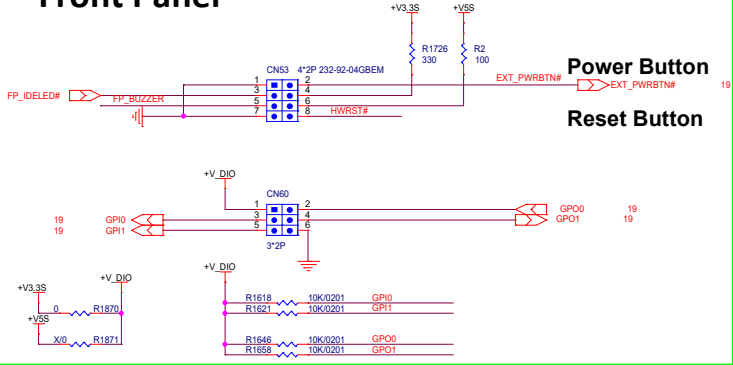 Front Panel
+V3.3S +V5S
R1726 R2
330 100
CN53 4*2P 232-92-04GBEM
Power Button
1 2 EXT_PWRBTN# EXT_PWRBTN# 19
FP_IDELED# 3 4
FP_BUZZER 5 6
7 8 HWRST#
Reset Button
+V_DIO
CN60
1 2 GPO0 19
19 GPI0 3 4 GPO1 19
19 GPI1 5 6
3*2P
+V_DIO +V_DIO
+V3.3S
R1618 10K/0201 GPI0
0 R1870 R1621 10K/0201 GPI1
+V5S
X/0 R1871 R1646 10K/0201 GPO0
R1658 10K/0201 GPO1